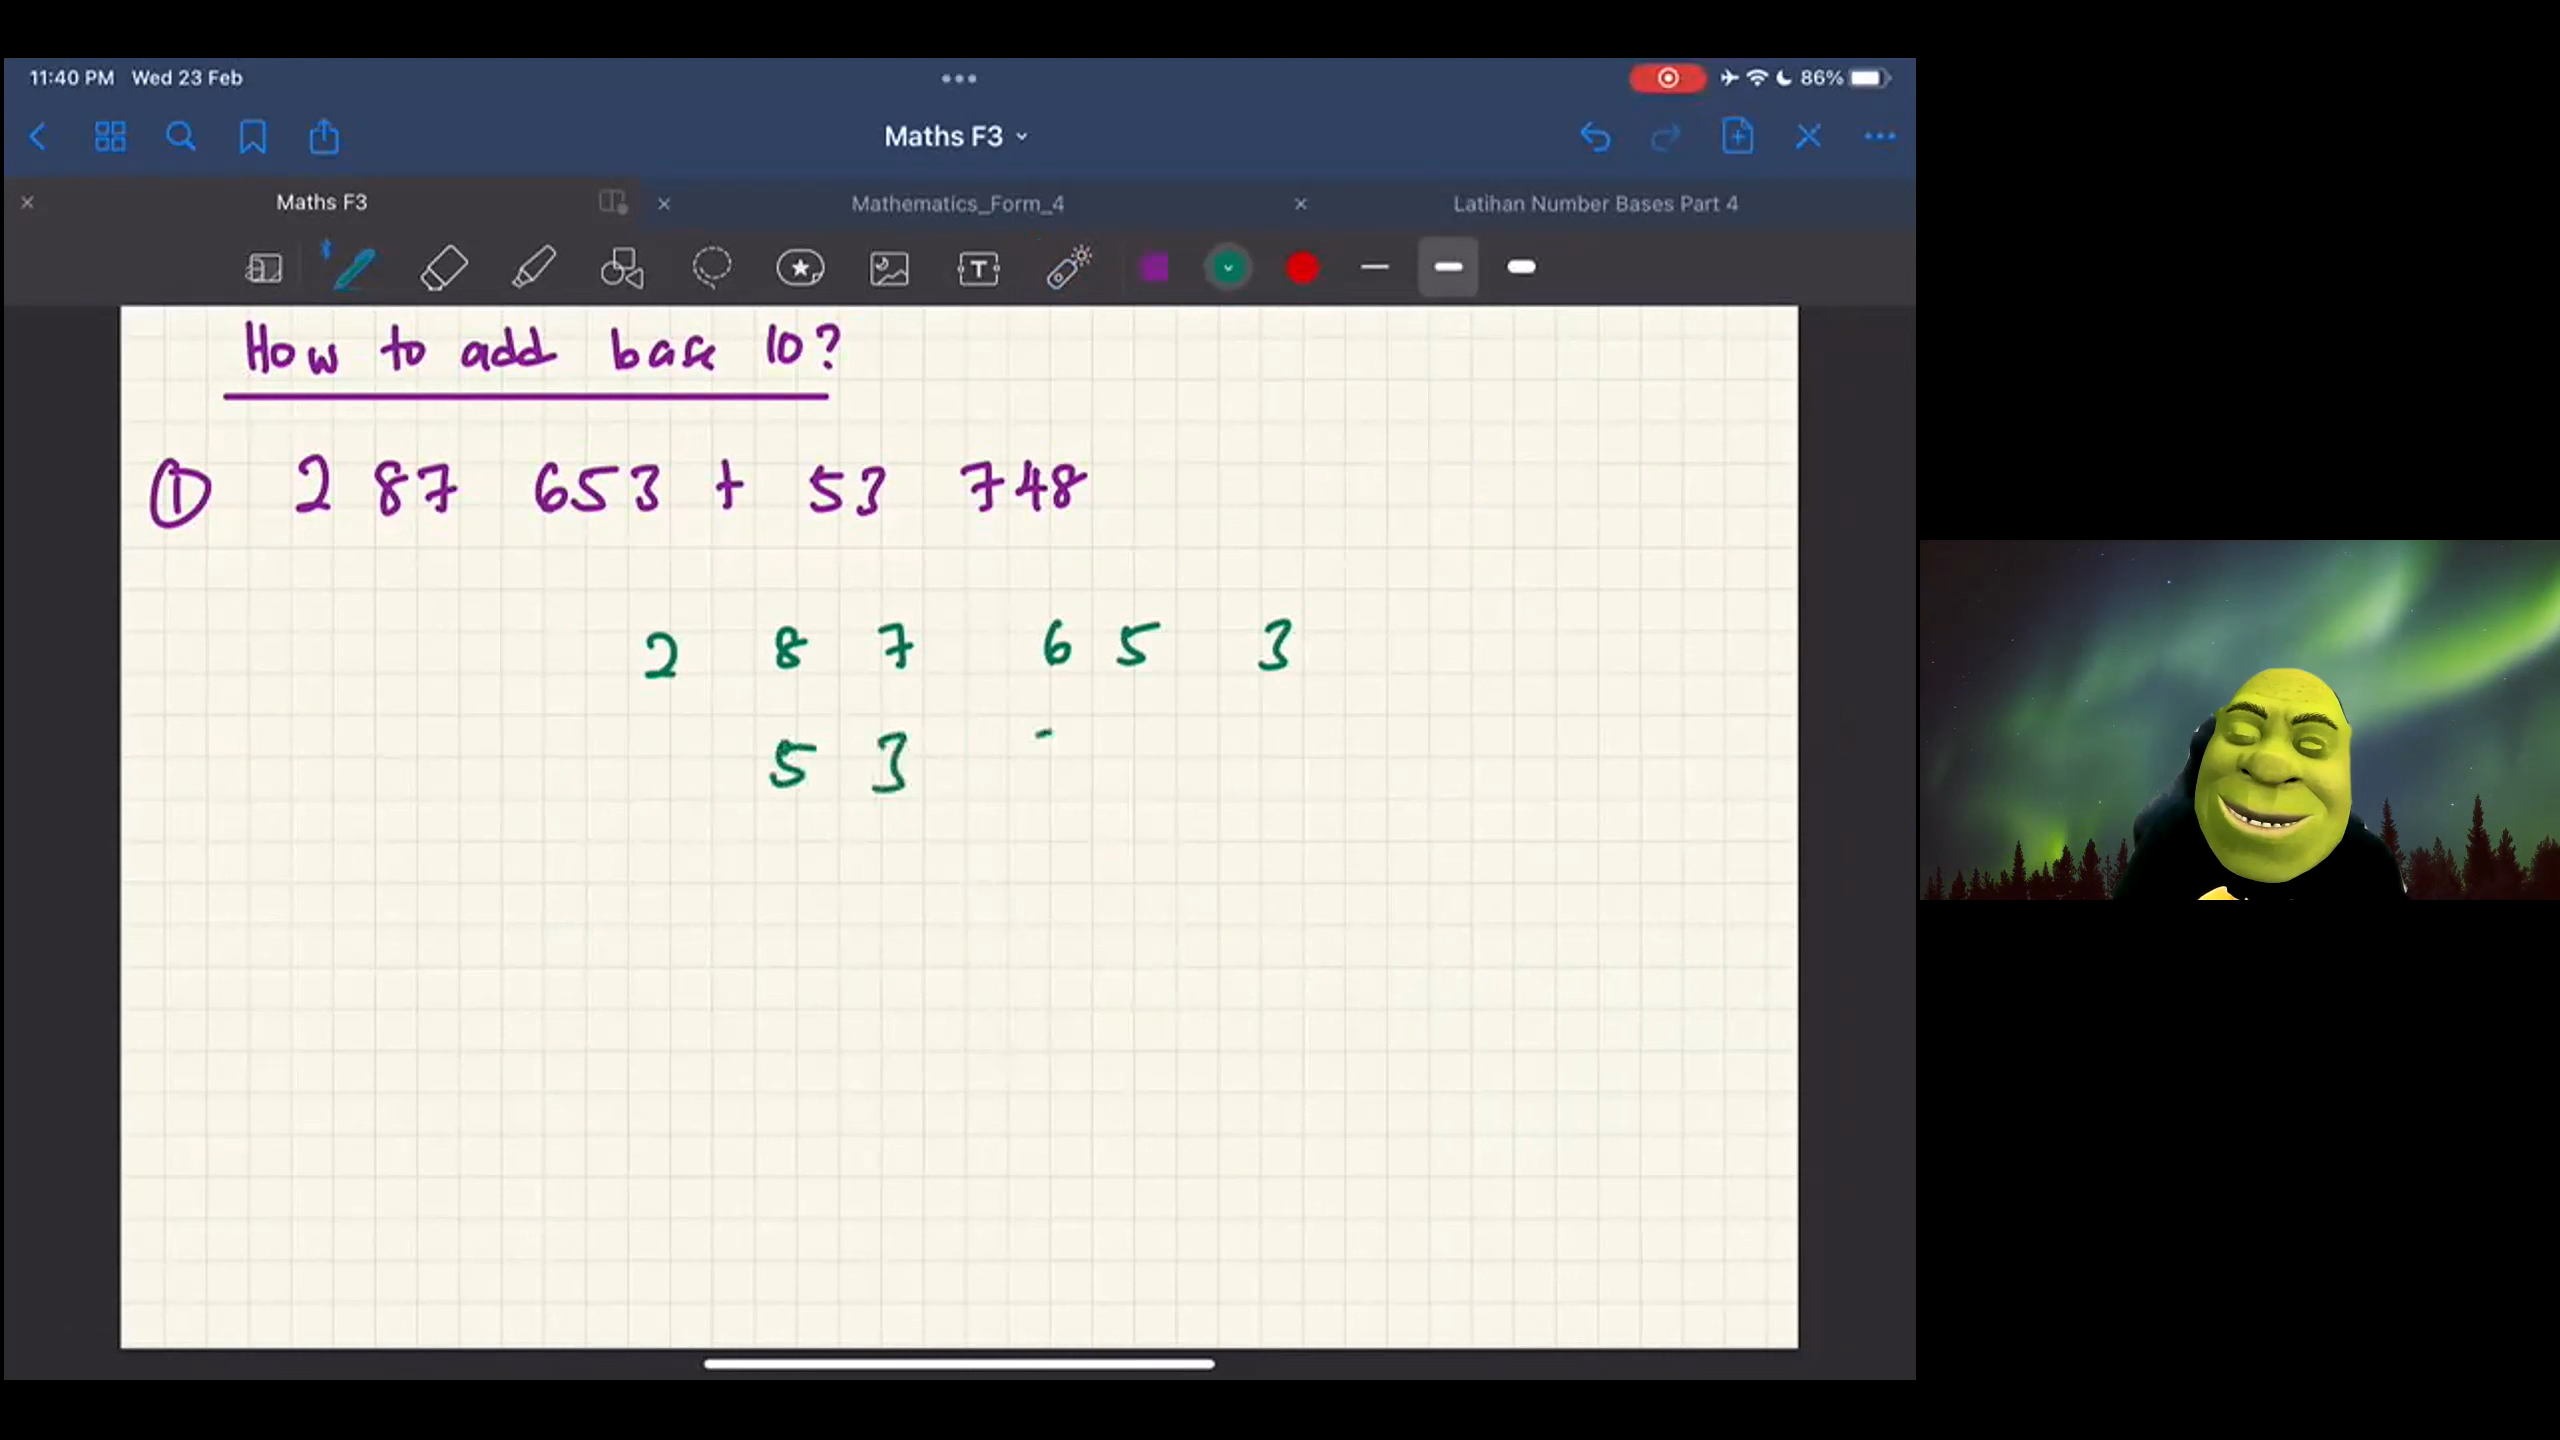 11:40 PM Wed 23 Feb
86%
Maths F3
Maths F3
Mathematics_Form_4
Latihan Number Bases Part 4
T
How to add base 10?
① 2 87 653 + 53 748
2 8 7 6 5 3
5 3